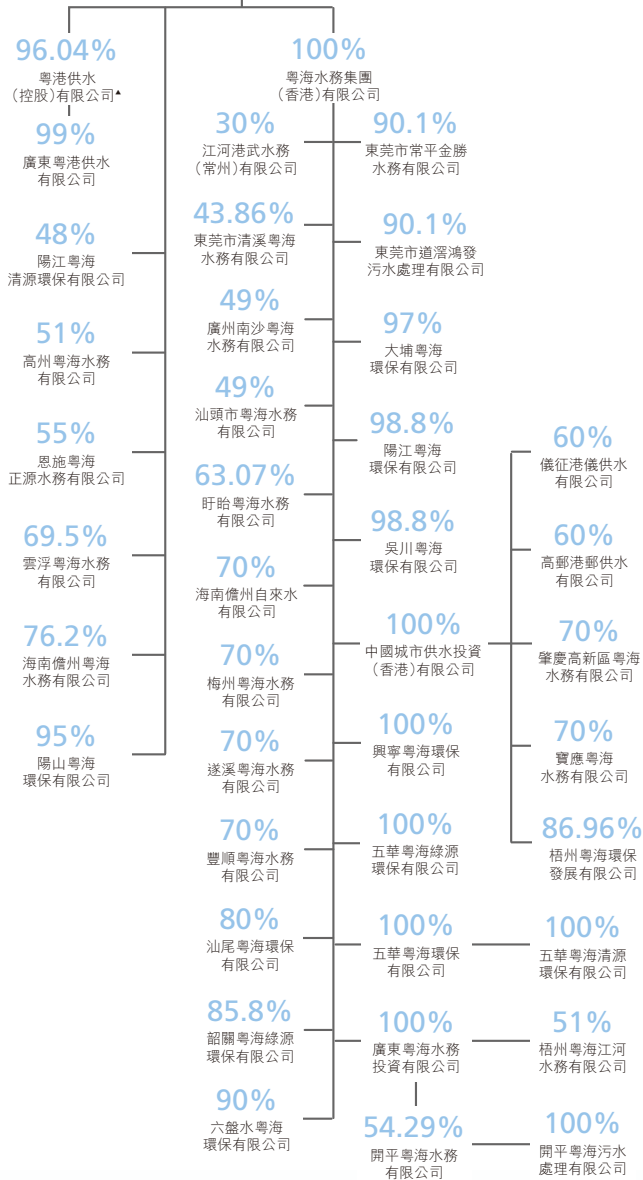 96.04%
粵港供水
（控股）有限公司▲
99%
廣東粵港供水
有限公司
48%
陽江粵海
清源環保有限公司
51%
高州粵海水務
有限公司
55%
恩施粵海
正源水務有限公司
69.5%
雲浮粵海水務
有限公司
76.2%
海南儋州粵海
水務有限公司
95%
陽山粵海
環保有限公司
100%
粵海水務集團
（香港）有限公司
30%
江河港武水務
（常州）有限公司
43.86%
東莞市清溪粵海
水務有限公司
49%
廣州南沙粵海
水務有限公司
49%
汕頭市粵海水務
有限公司
63.07%
盱眙粵海水務
有限公司
70%
海南儋州自來水
有限公司
70%
梅州粵海水務
有限公司
70%
遂溪粵海水務
有限公司
70%
豐順粵海水務
有限公司
80%
汕尾粵海環保
有限公司
85.8%
韶關粵海綠源
環保有限公司
90%
六盤水粵海
環保有限公司
90.1%
東莞市常平金勝
水務有限公司
90.1%
東莞市道滘鴻發
污水處理有限公司
97%
大埔粵海
環保有限公司
98.8%
陽江粵海
環保有限公司
98.8%
吳川粵海
環保有限公司
100%
中國城市供水投資
（香港）有限公司
100%
興寧粵海環保
有限公司
100%
五華粵海綠源
環保有限公司
100%
五華粵海環保
有限公司
100%
廣東粵海水務
投資有限公司
54.29%
開平粵海水務
有限公司
60%
儀征港儀供水
有限公司
60%
高郵港郵供水
有限公司
70%
肇慶高新區粵海
水務有限公司
70%
寶應粵海
水務有限公司
86.96%
梧州粵海環保
發展有限公司
100%
五華粵海清源
環保有限公司
51%
梧州粵海江河
水務有限公司
100%
開平粵海污水
處理有限公司